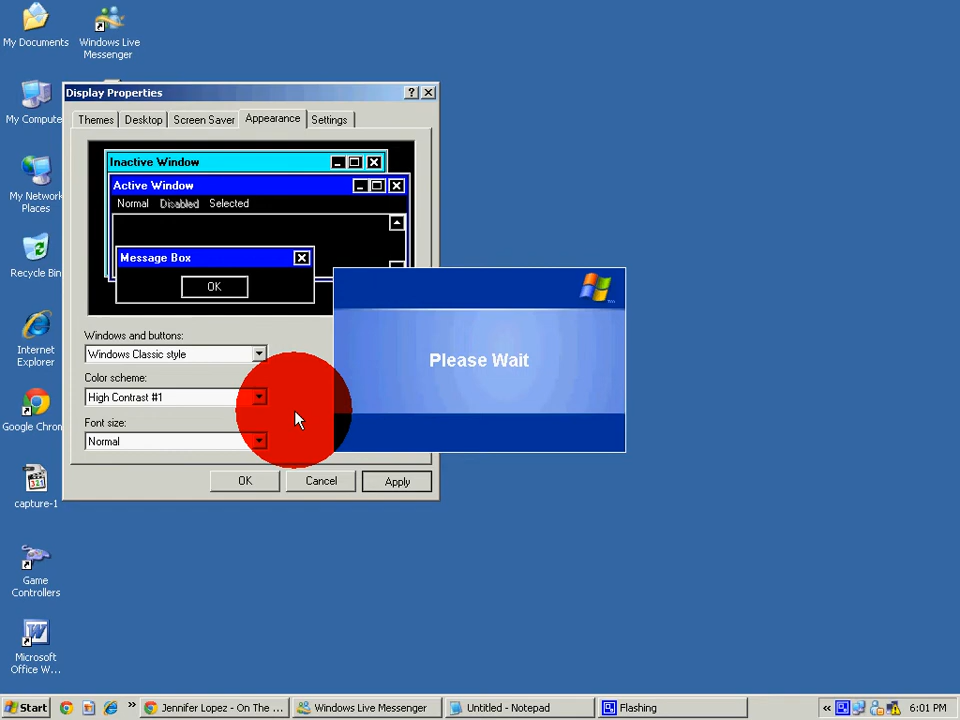 My Documents
Windows Live
Messenger
My Compute
My Network
Places
Recycle Bin
Internet
Explorer
Google Chron
capture-1
Game
Controllers
Microsoft
Office W...
Display Properties
Themes
Desktop
Screen Saver
Appearance
Settings
Inactive Window
Active Window
Normal Disabled Selected
Message Box
OK
Windows and buttons:
Windows Classic style
Color scheme:
High Contrast #1
Font size:
Normal
OK
Cancel
Apply
Please Wait
Start
Jennifer Lopez - On The ...
Windows Live Messenger
Untitled - Notepad
Flashing
6:01 PM